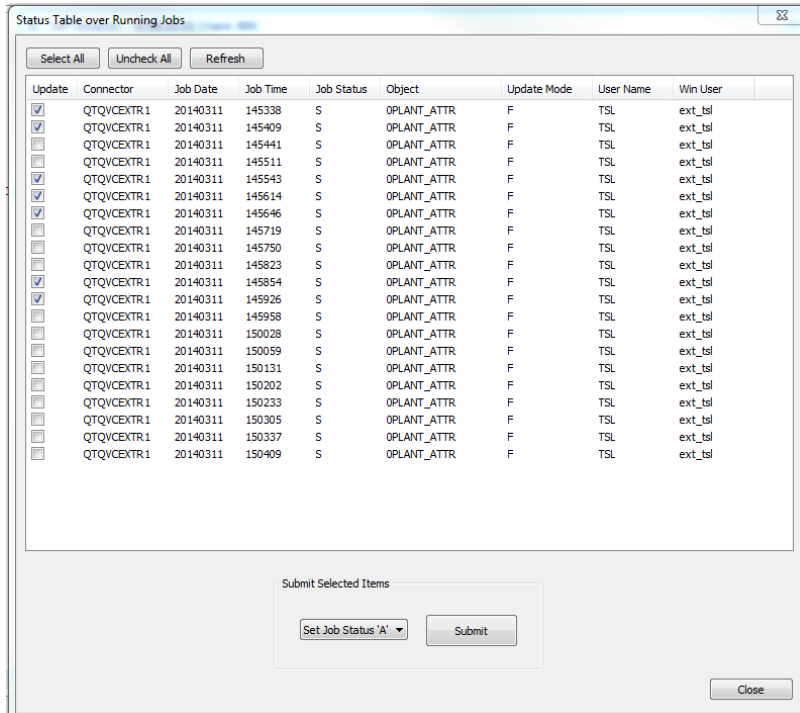 Status Table over Running Jobs
Select All Uncheck All Refresh
Update Connector Job Date Job Time Job Status Object Update Mode User Name Win User
QTQVCEXTR1 20140311 145338 S 0PLANT_ATTR F TSL ext_tsl
QTQVCEXTR1 20140311 145409 S 0PLANT_ATTR F TSL ext_tsl
QTQVCEXTR1 20140311 145441 S 0PLANT_ATTR F TSL ext_tsl
QTQVCEXTR1 20140311 145511 S 0PLANT_ATTR F TSL ext_tsl
QTQVCEXTR1 20140311 145543 S 0PLANT_ATTR F TSL ext_tsl
QTQVCEXTR1 20140311 145614 S 0PLANT_ATTR F TSL ext_tsl
QTQVCEXTR1 20140311 145646 S 0PLANT_ATTR F TSL ext_tsl
QTQVCEXTR1 20140311 145719 S 0PLANT_ATTR F TSL ext_tsl
QTQVCEXTR1 20140311 145750 S 0PLANT_ATTR F TSL ext_tsl
QTQVCEXTR1 20140311 145823 S 0PLANT_ATTR F TSL ext_tsl
QTQVCEXTR1 20140311 145854 S 0PLANT_ATTR F TSL ext_tsl
QTQVCEXTR1 20140311 145926 S 0PLANT_ATTR F TSL ext_tsl
QTQVCEXTR1 20140311 145958 S 0PLANT_ATTR F TSL ext_tsl
QTQVCEXTR1 20140311 150028 S 0PLANT_ATTR F TSL ext_tsl
QTQVCEXTR1 20140311 150059 S 0PLANT_ATTR F TSL ext_tsl
QTQVCEXTR1 20140311 150131 S 0PLANT_ATTR F TSL ext_tsl
QTQVCEXTR1 20140311 150202 S 0PLANT_ATTR F TSL ext_tsl
QTQVCEXTR1 20140311 150233 S 0PLANT_ATTR F TSL ext_tsl
QTQVCEXTR1 20140311 150305 S 0PLANT_ATTR F TSL ext_tsl
QTQVCEXTR1 20140311 150337 S 0PLANT_ATTR F TSL ext_tsl
QTQVCEXTR1 20140311 150409 S 0PLANT_ATTR F TSL ext_tsl
Submit Selected Items
Set Job Status 'A' Submit
Close